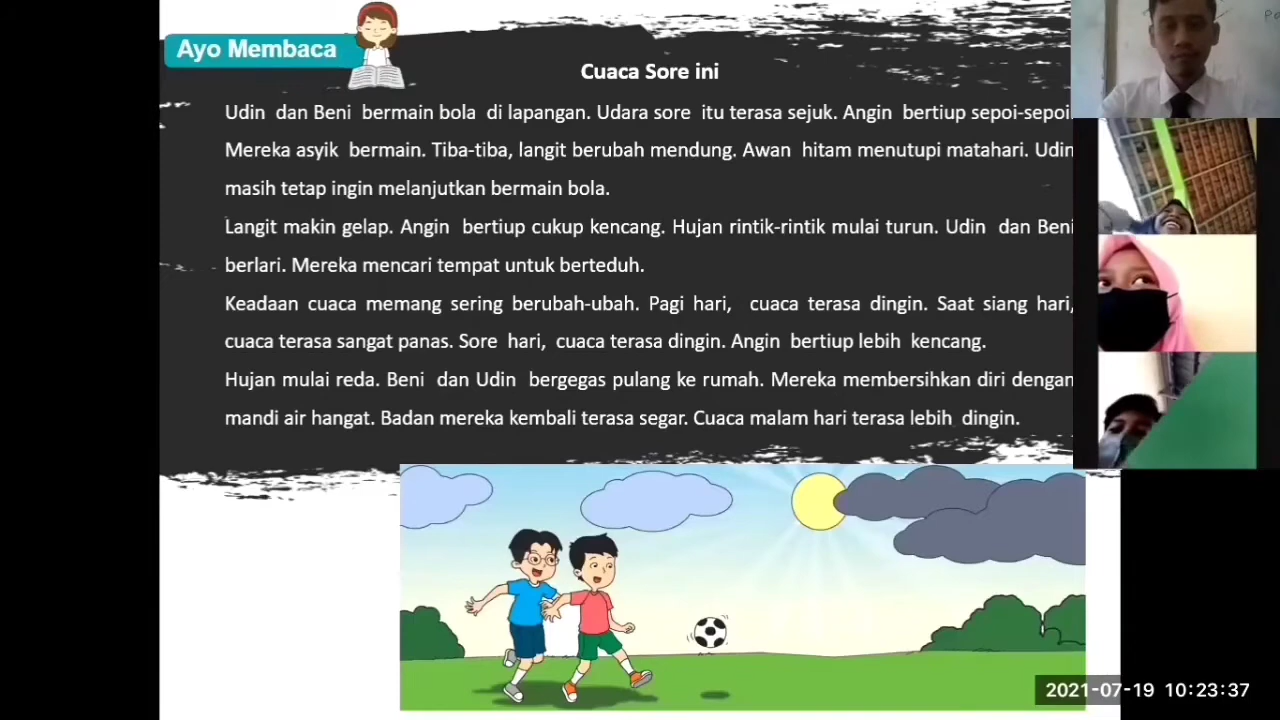 Ayo Membaca
Cuaca Sore ini
Udin dan Beni bermain bola di lapangan. Udara sore itu terasa sejuk. Angin bertiup sepoi-sepoi.
Mereka asyik bermain. Tiba-tiba, langit berubah mendung. Awan hitam menutupi matahari. Udin
masih tetap ingin melanjutkan bermain bola.
Langit makin gelap. Angin bertiup cukup kencang. Hujan rintik-rintik mulai turun. Udin dan Beni
berlari. Mereka mencari tempat untuk berteduh.
Keadaan cuaca memang sering berubah-ubah. Pagi hari, cuaca terasa dingin. Saat siang hari,
cuaca terasa sangat panas. Sore hari, cuaca terasa dingin. Angin bertiup lebih kencang.
Hujan mulai reda. Beni dan Udin bergegas pulang ke rumah. Mereka membersihkan diri dengan
mandi air hangat. Badan mereka kembali terasa segar. Cuaca malam hari terasa lebih dingin.
2021-07-19 10:23:37